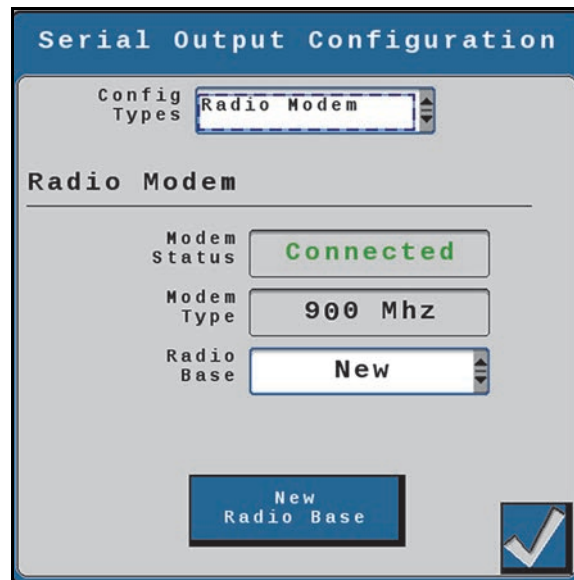 Serial Output Configuration
Config
Types
Radio Modem
Radio Modem
Modem
Status
Connected
Modem
Type
900 Mhz
Radio
Base
New
New
Radio Base